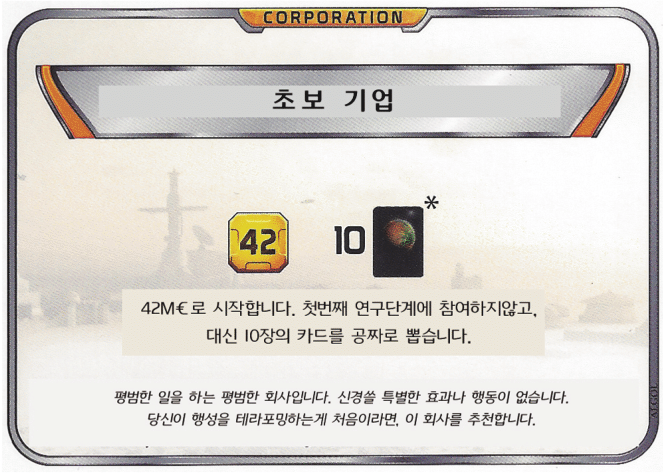 CORPORATION
초보 기업
42 10 *
42M€로 시작합니다. 첫번째 연구단계에 참여하지않고,
대신 10장의 카드를 공짜로 뽑습니다.
평범한 일을 하는 평범한 회사입니다. 신경쓸 특별한 효과나 행동이 없습니다.
당신이 행성을 테라포밍하는게 처음이라면, 이 회사를 추천합니다.